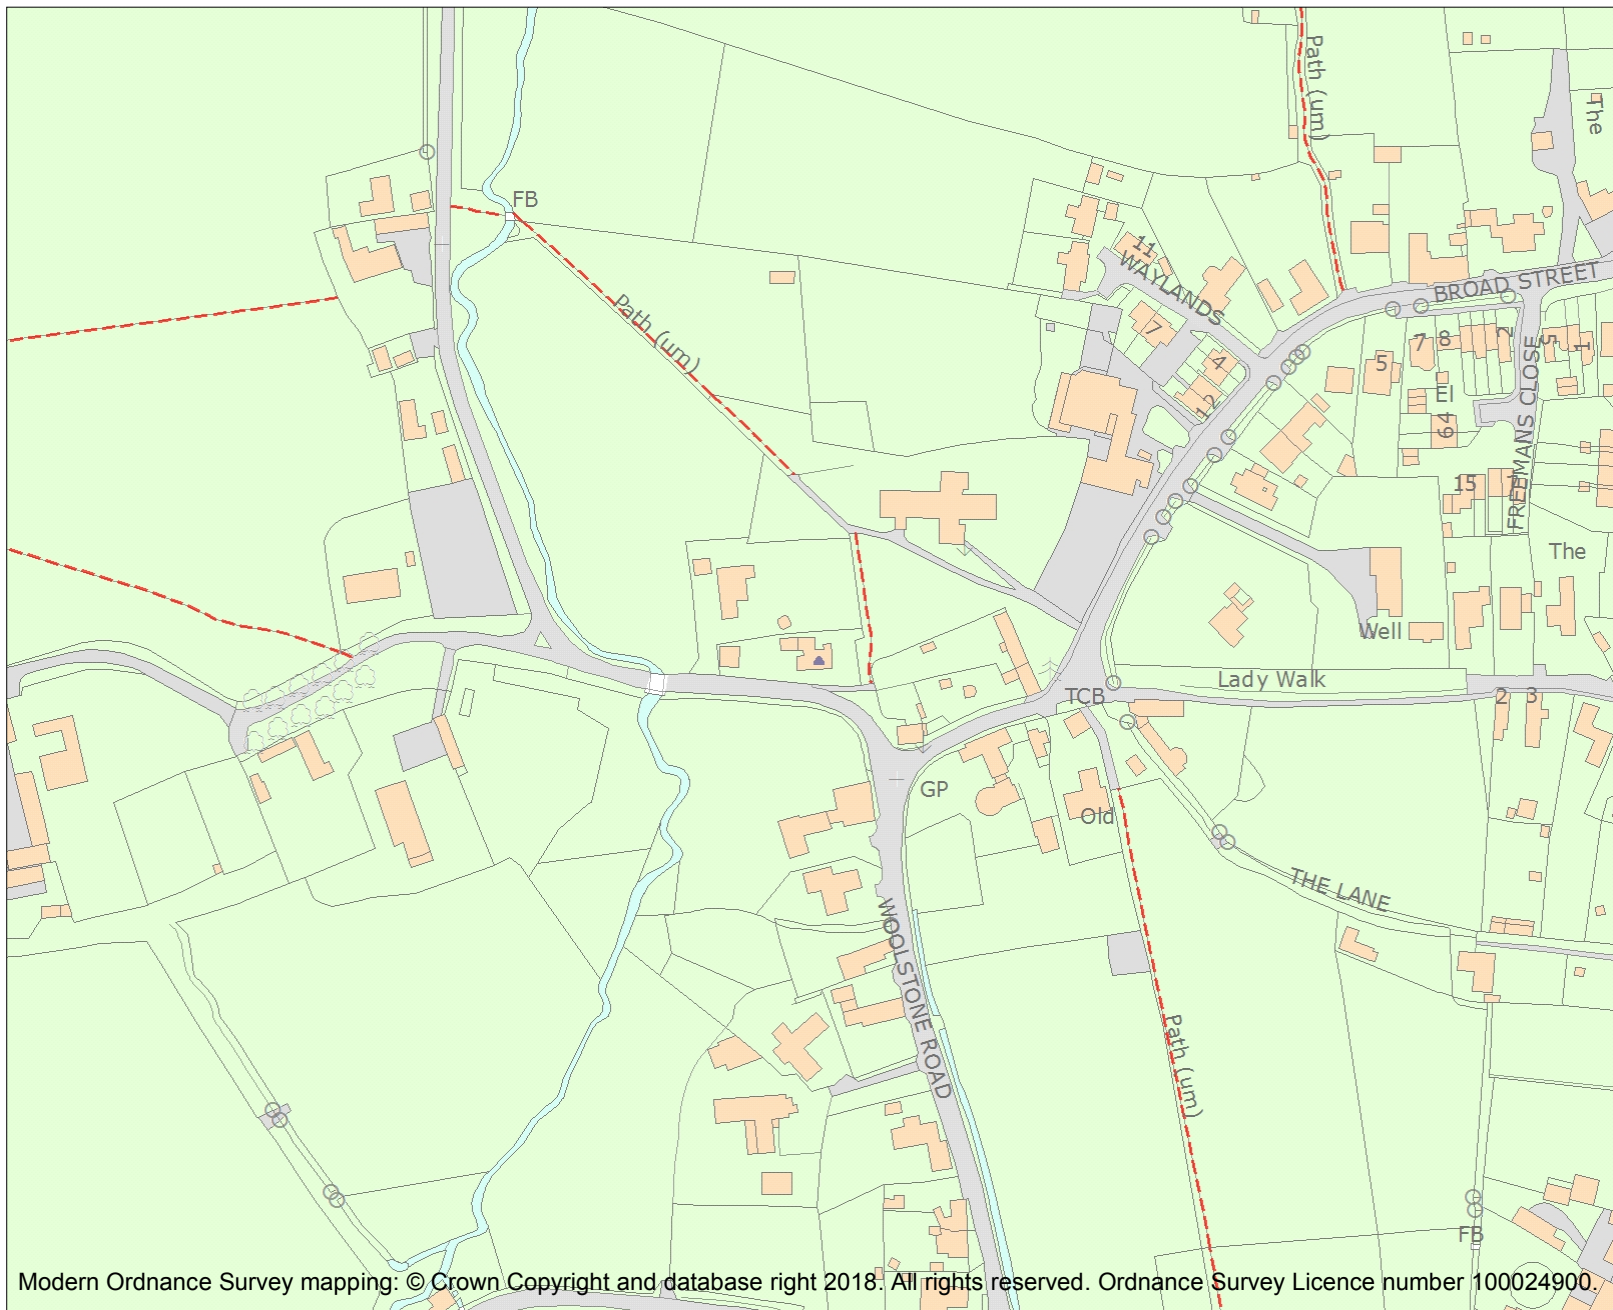 Path (um)
The
FB
11
WAYLANDS
BROAD STREET
Path (um)
7
4
12
5
7
8
2
5
1
El
64
FREEMANS CLOSE
15
The
Well
Lady Walk
TCB
2
3
GP
Old
THE LANE
WOOLSTONE ROAD
Path (um)
FB
Modern Ordnance Survey mapping: © Crown Copyright and database right 2018. All rights reserved. Ordnance Survey Licence number 100024900.